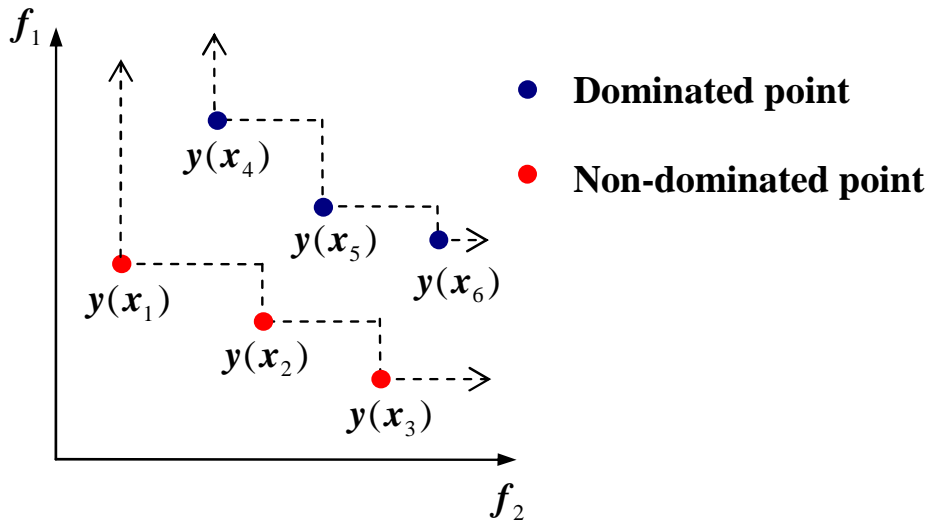 f₁
Dominated point
y(x₄)
Non-dominated point
y(x₅)
y(x₆)
y(x₁)
y(x₂)
y(x₃)
f₂